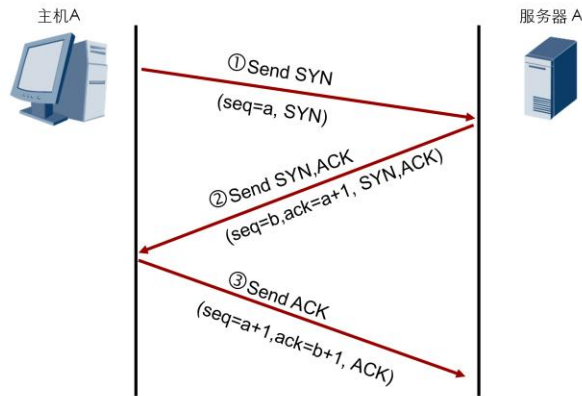 主机A
服务器 A
①Send SYN
(seq=a, SYN)
②Send SYN,ACK
(seq=b,ack=a+1, SYN,ACK)
③Send ACK
(seq=a+1,ack=b+1, ACK)